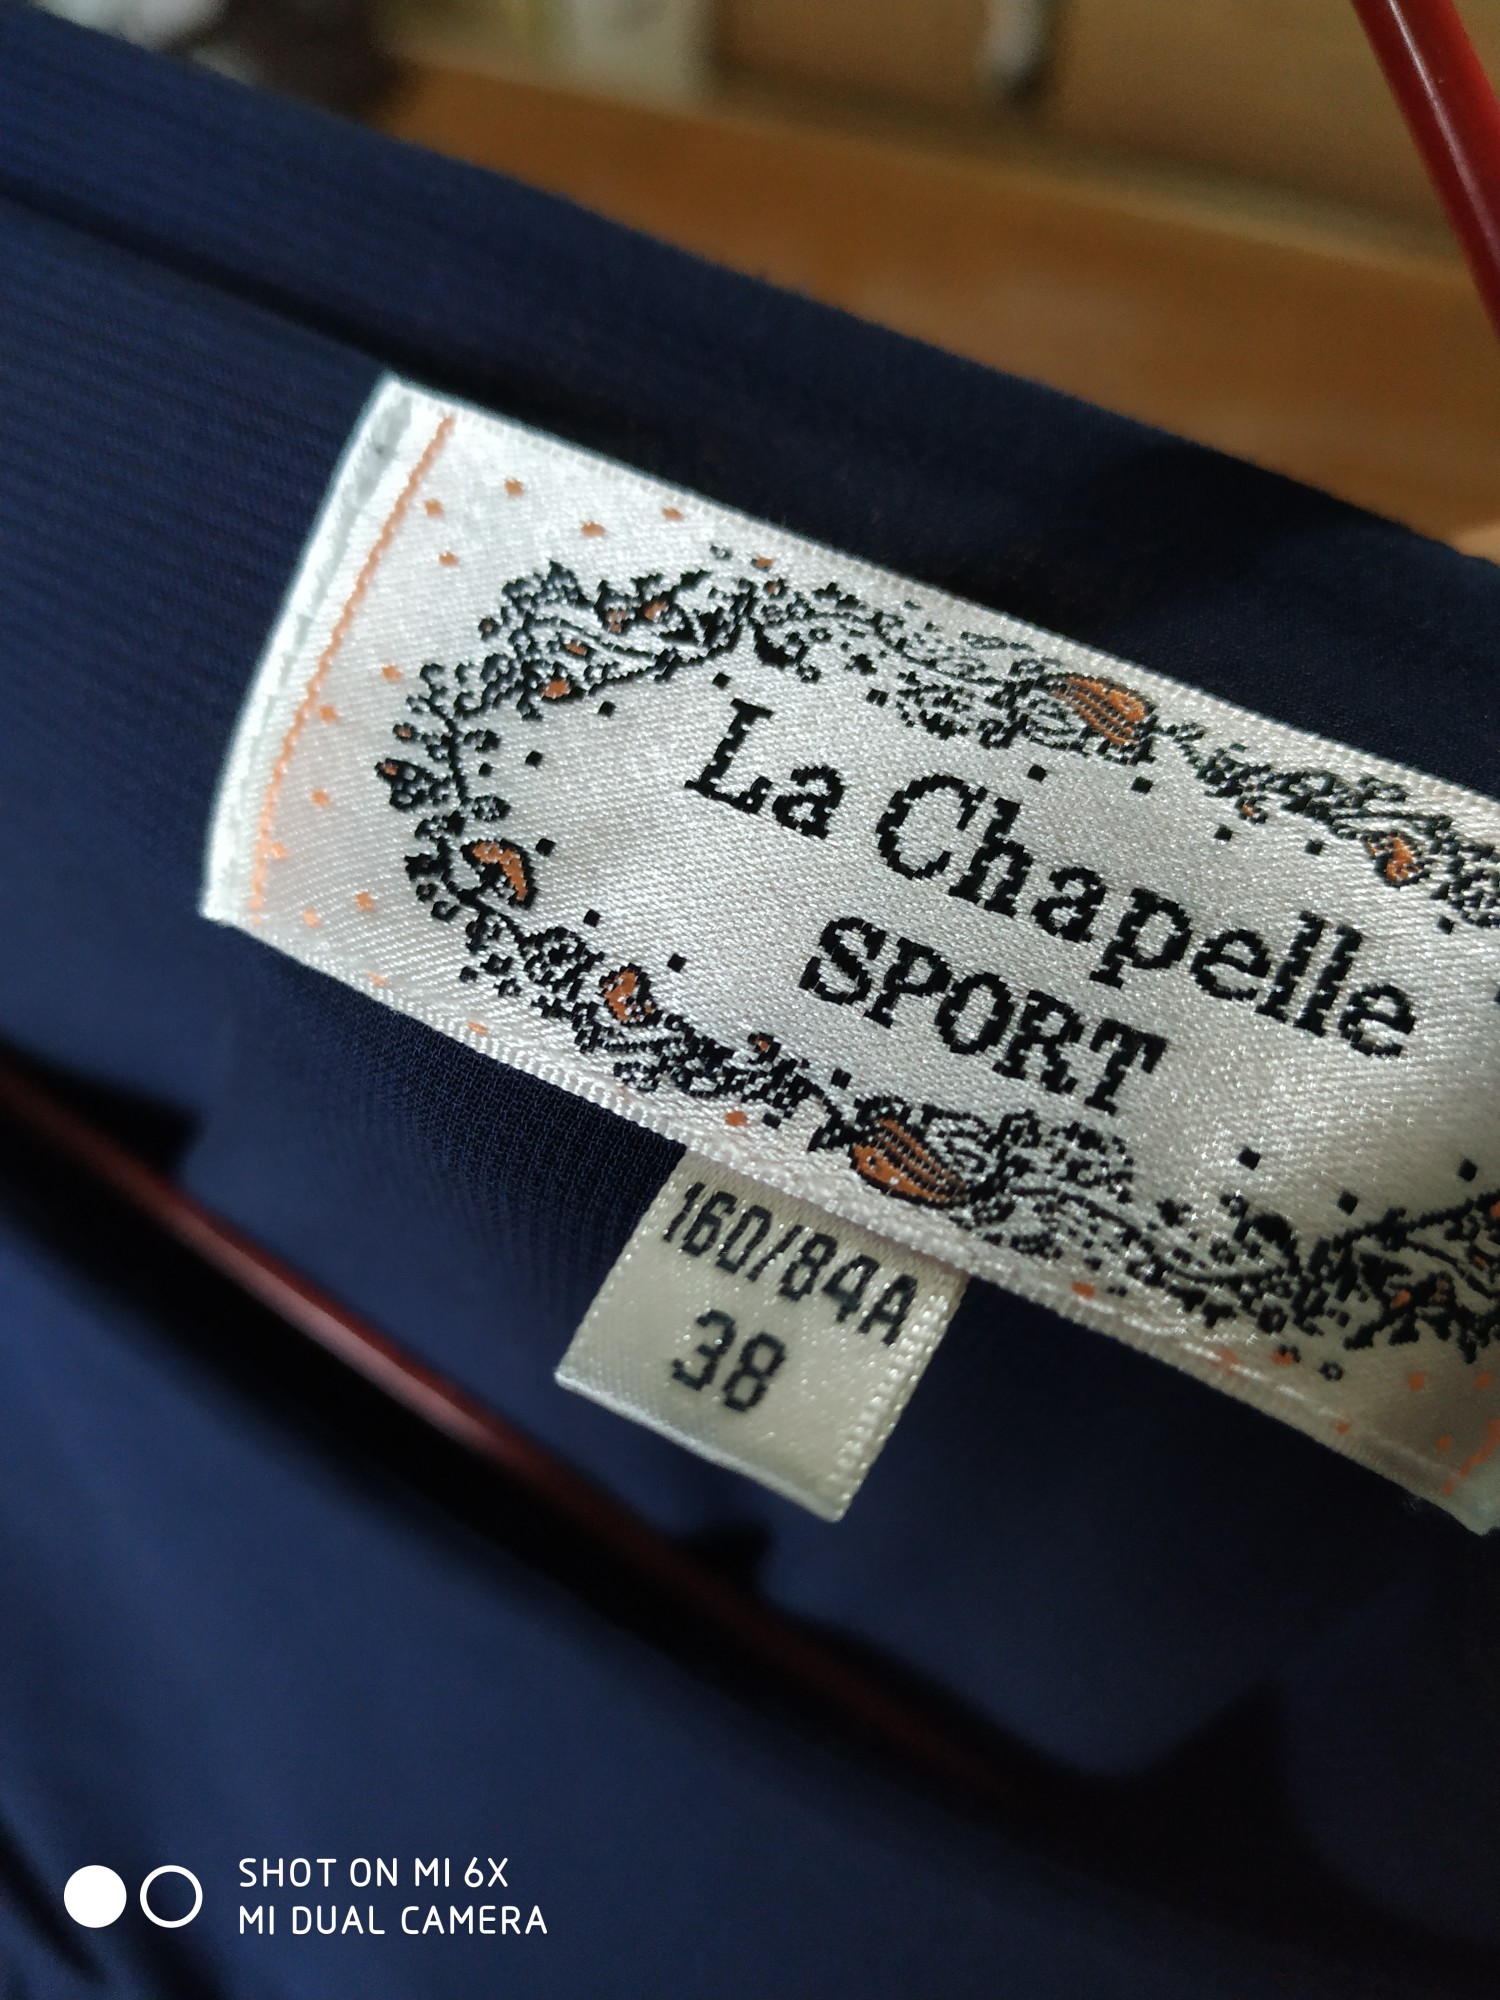 La Chapelle
SPORT
160/84A
38
SHOT ON MI 6X
MI DUAL CAMERA